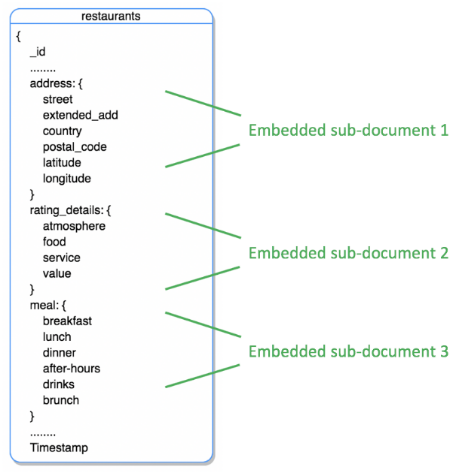 restaurants
{
_id
........
address: {
street
extended_add
country
postal_code
latitude
longitude
}
rating_details: {
atmosphere
food
service
value
}
meal: {
breakfast
lunch
dinner
after-hours
drinks
brunch
}
........
Timestamp
Embedded sub-document 1
Embedded sub-document 2
Embedded sub-document 3